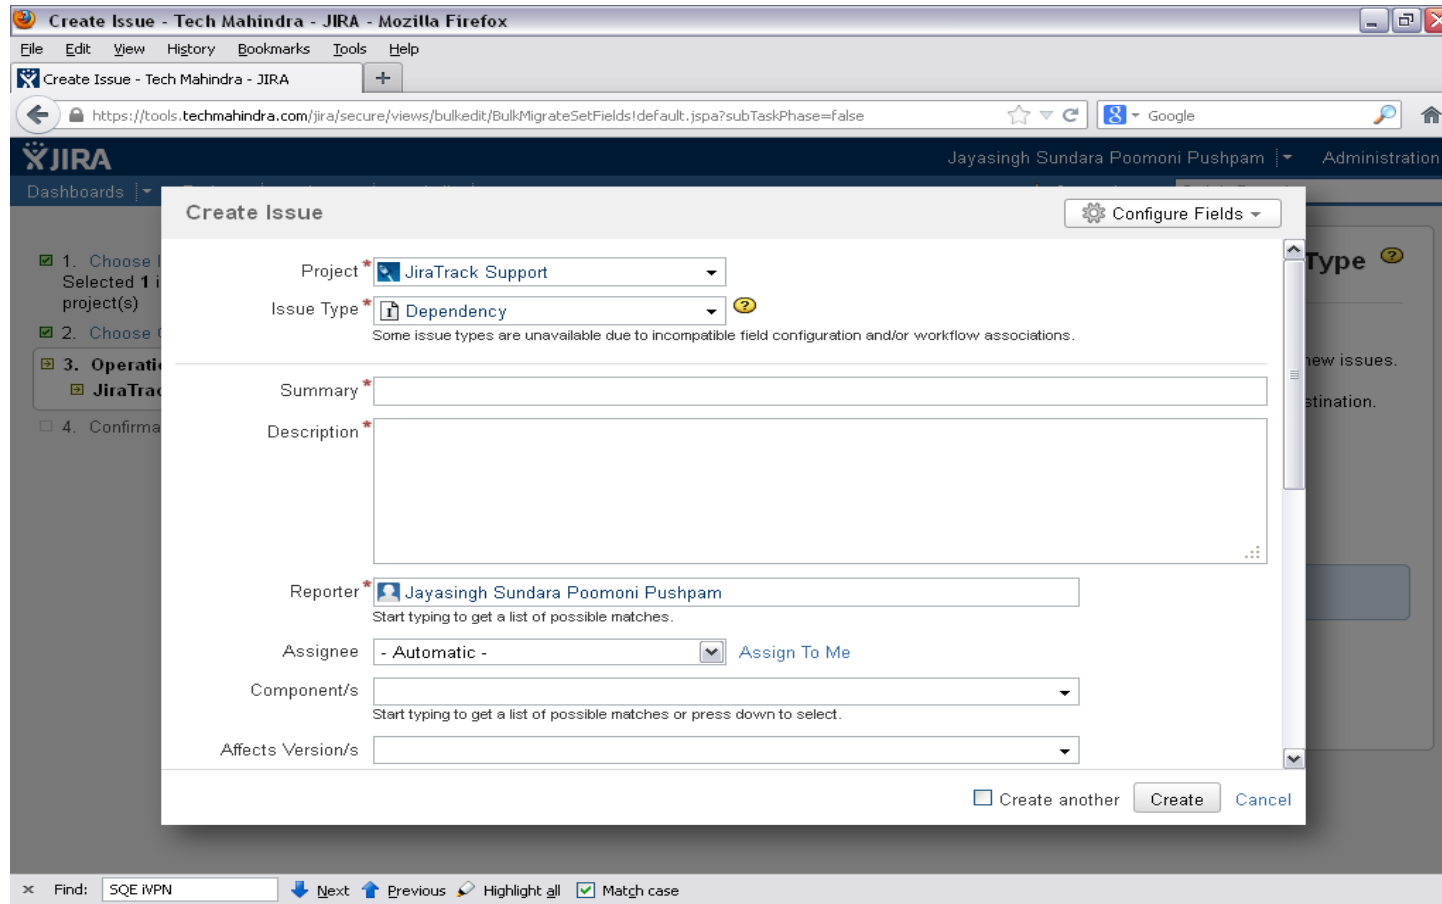 Create Issue - Tech Mahindra - JIRA - Mozilla Firefox
File Edit View History Bookmarks Tools Help
Create Issue - Tech Mahindra - JIRA
https://tools.techmahindra.com/jira/secure/views/bulkedit/BulkMigrateSetFields!default.jspa?subTaskPhase=false
Google
JIRA
Jayasingh Sundara Poomoni Pushpam Administration
Dashboards
Create Issue
Configure Fields
1. Choose
Selected 1
project(s)
2. Choose
3.
4.
Type
new issues.
Project* JiraTrack Support
Issue Type* Dependency
Some issue types are unavailable due to incompatible field configuration and/or workflow associations.
Summary*
Description*
Reporter* Jayasingh Sundara Poomoni Pushpam
Start typing to get a list of possible matches.
Assignee - Automatic - Assign To Me
Component/s
Start typing to get a list of possible matches or press down to select.
Affects Version/s
Create another Create Cancel
× Find: SQE iVPN Next Previous Highlight all Match case